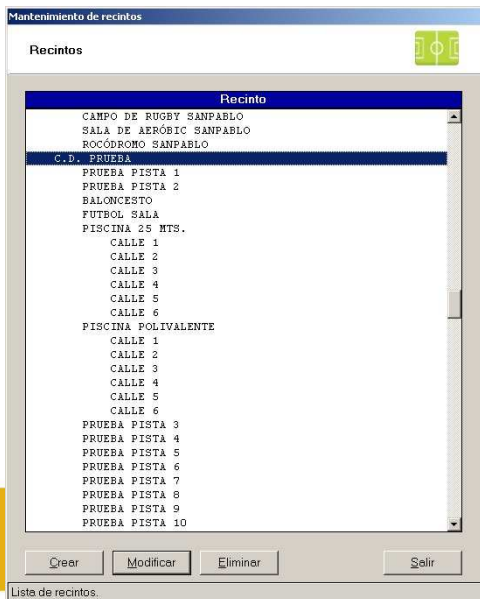 Mantenimiento de recintos
Recintos
Recinto
CAMPO DE RUGBY SANPABLO
SALA DE AERÓBIC SANPABLO
ROCÓDROMO SANPABLO
C.D. PRUEBA
PRUEBA PISTA 1
PRUEBA PISTA 2
BALONCESTO
FUTBOL SALA
PISCINA 25 MTS.
CALLE 1
CALLE 2
CALLE 3
CALLE 4
CALLE 5
CALLE 6
PISCINA POLIVALENTE
CALLE 1
CALLE 2
CALLE 3
CALLE 4
CALLE 5
CALLE 6
PRUEBA PISTA 3
PRUEBA PISTA 4
PRUEBA PISTA 5
PRUEBA PISTA 6
PRUEBA PISTA 7
PRUEBA PISTA 8
PRUEBA PISTA 9
PRUEBA PISTA 10
Crear Modificar Eliminar Salir
Lista de recintos.